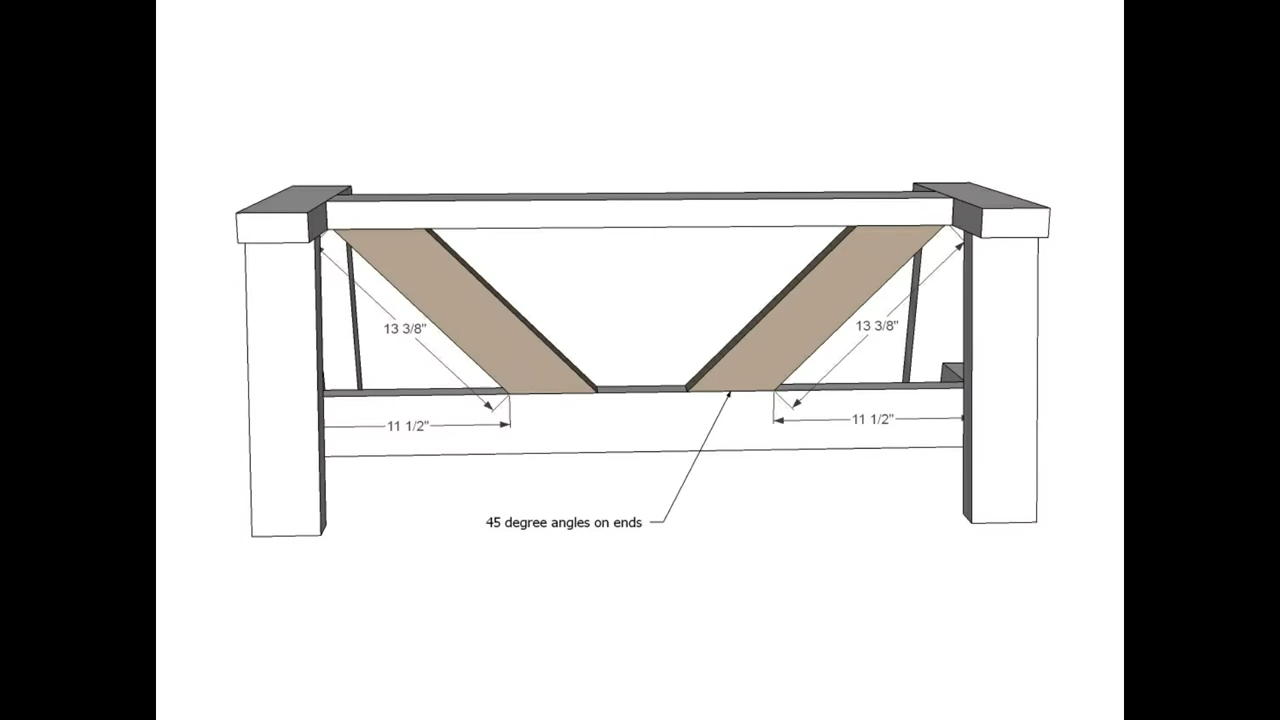 13 3/8"
13 3/8"
11 1/2"
11 1/2"
45 degree angles on ends